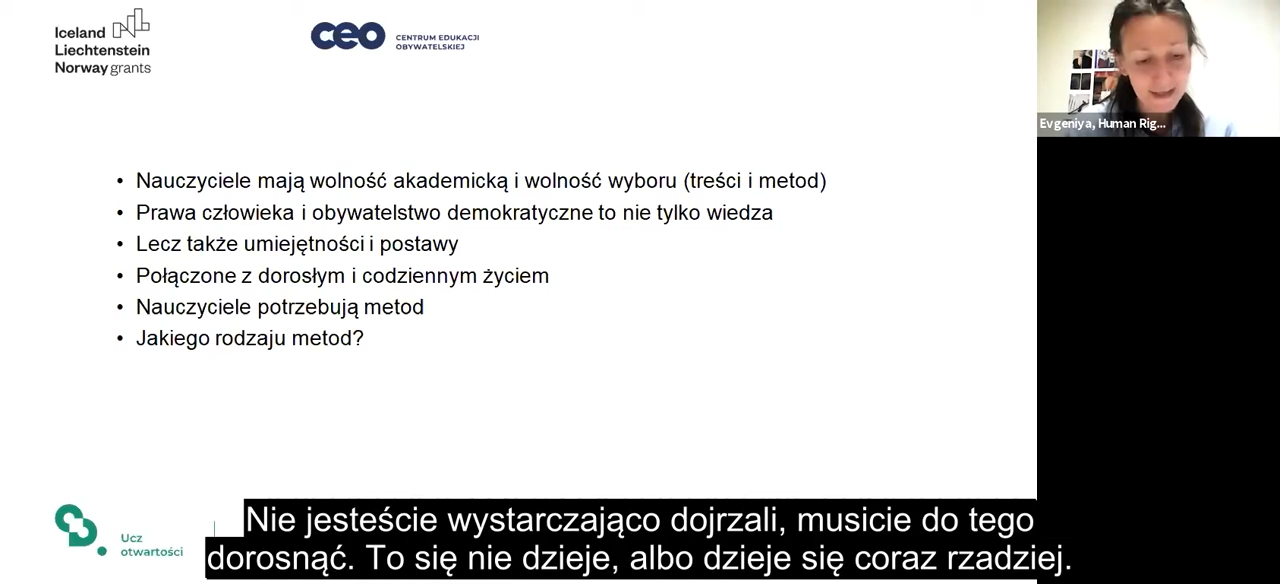 Iceland
Liechtenstein
Norway grants
ceo
CENTRUM EDUKACJI
OBYWATELSKIEJ
Evgeniya, Human Rig...
• Nauczyciele mają wolność akademicką i wolność wyboru (treści i metod)
• Prawa człowieka i obywatelstwo demokratyczne to nie tylko wiedza
• Lecz także umiejętności i postawy
• Połączone z dorosłym i codziennym życiem
• Nauczyciele potrzebują metod
• Jakiego rodzaju metod?
Ucz
otwartości
Nie jesteście wystarczająco dojrzali, musicie do tego
dorosnąć. To się nie dzieje, albo dzieje się coraz rzadziej.